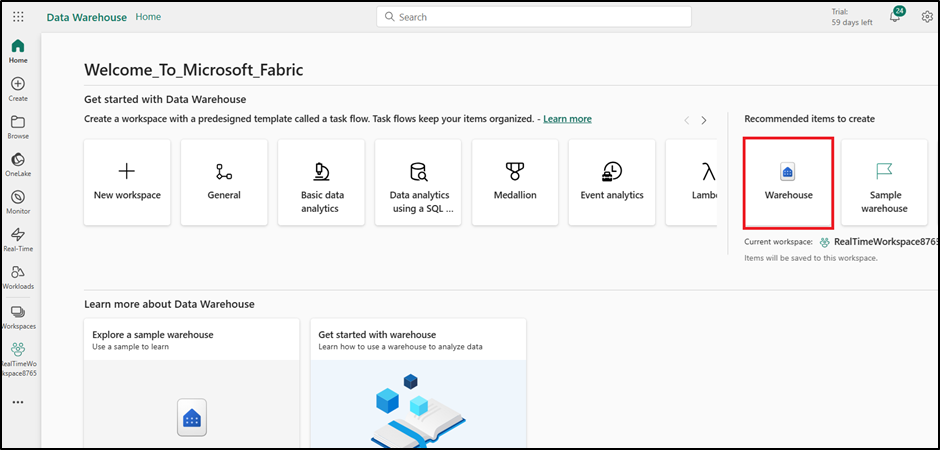 Data Warehouse Home
Search
Trial:
59 days left
24
Home
Create
Browse
OneLake
Monitor
Real-Time
Workloads
Workspaces
RealTimeWo
rkspace8765
Welcome_To_Microsoft_Fabric
Get started with Data Warehouse
Create a workspace with a predesigned template called a task flow. Task flows keep your items organized. - Learn more
New workspace
General
Basic data
analytics
Data analytics
using a SQL ...
Medallion
Event analytics
Lamb
Recommended items to create
Warehouse
Sample
warehouse
Current workspace: RealTimeWorkspace8765
Items will be saved to this workspace.
Learn more about Data Warehouse
Explore a sample warehouse
Use a sample to learn
Get started with warehouse
Learn how to use a warehouse to analyze data